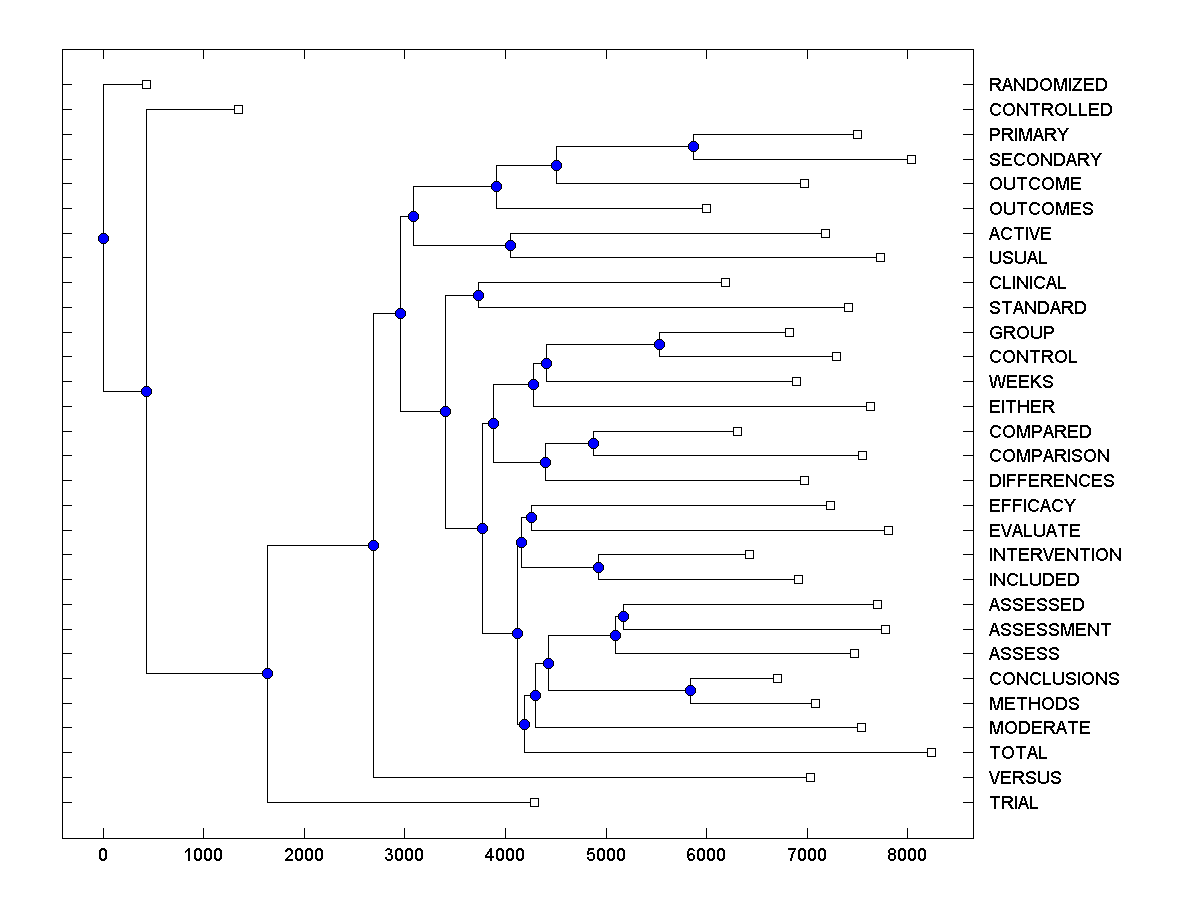 RANDOMIZED
CONTROLLED
PRIMARY
SECONDARY
OUTCOME
OUTCOMES
ACTIVE
USUAL
CLINICAL
STANDARD
GROUP
CONTROL
WEEKS
EITHER
COMPARED
COMPARISON
DIFFERENCES
EFFICACY
EVALUATE
INTERVENTION
INCLUDED
ASSESSED
ASSESSMENT
ASSESS
CONCLUSIONS
METHODS
MODERATE
TOTAL
VERSUS
TRIAL
0 1000 2000 3000 4000 5000 6000 7000 8000